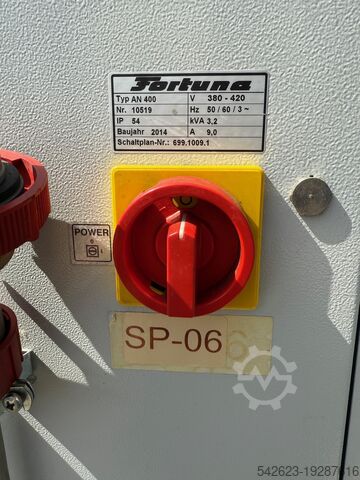 Fortuna
Typ AN 400 V 380 - 420
Nr. 10519 Hz 50 / 60 / 3 ~
IP 54 kVA 3,2
Baujahr 2014 A 9,0
Schaltplan-Nr.: 699.1009.1
POWER
SP-06
542623-19287616